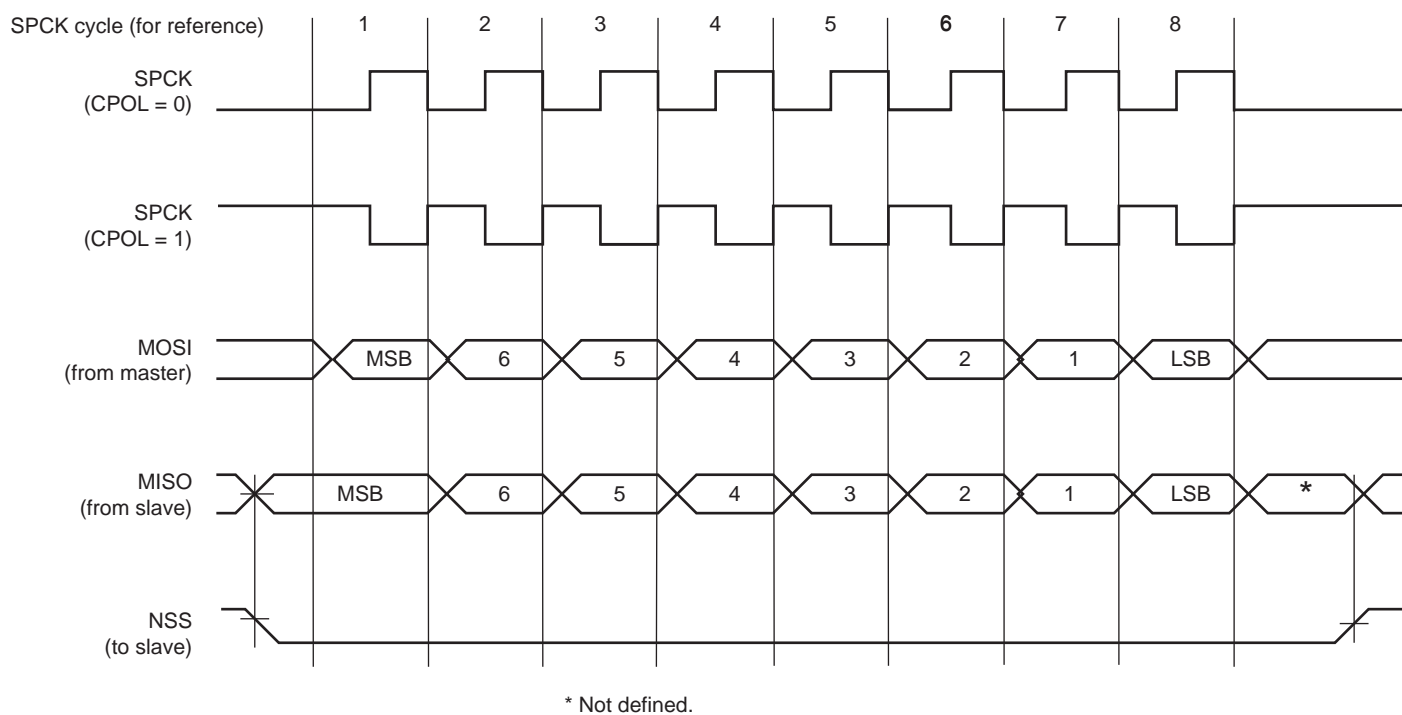 SPCK cycle (for reference) 1 2 3 4 5 6 7 8
SPCK
(CPOL = 0)
SPCK
(CPOL = 1)
MOSI
(from master)
MSB 6 5 4 3 2 1 LSB
MISO
(from slave)
MSB 6 5 4 3 2 1 LSB *
NSS
(to slave)
* Not defined.